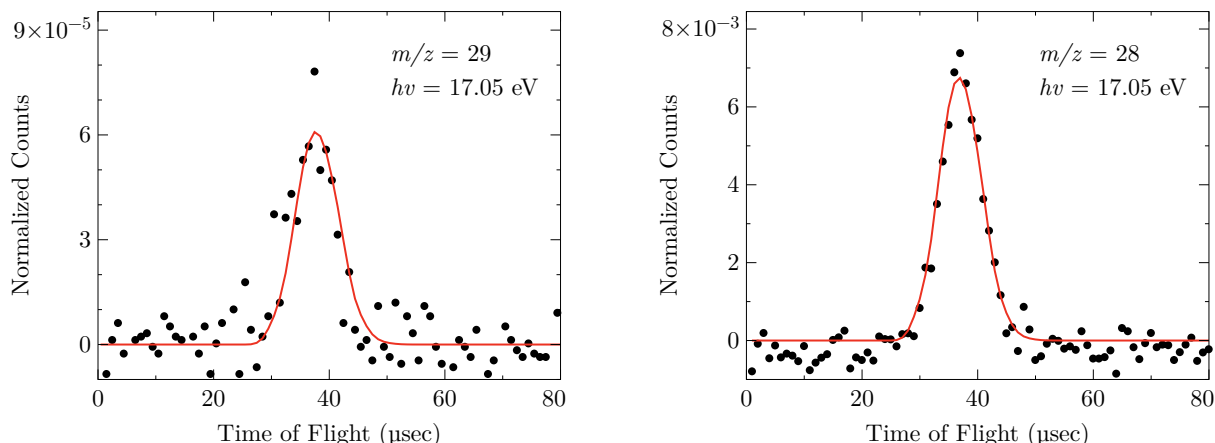 9×10⁻⁵
m/z = 29
hν = 17.05 eV
6
3
0
Normalized Counts
0 20 40 60 80
Time of Flight (μsec)
8×10⁻³
m/z = 28
hν = 17.05 eV
6
4
2
0
Normalized Counts
0 20 40 60 80
Time of Flight (μsec)